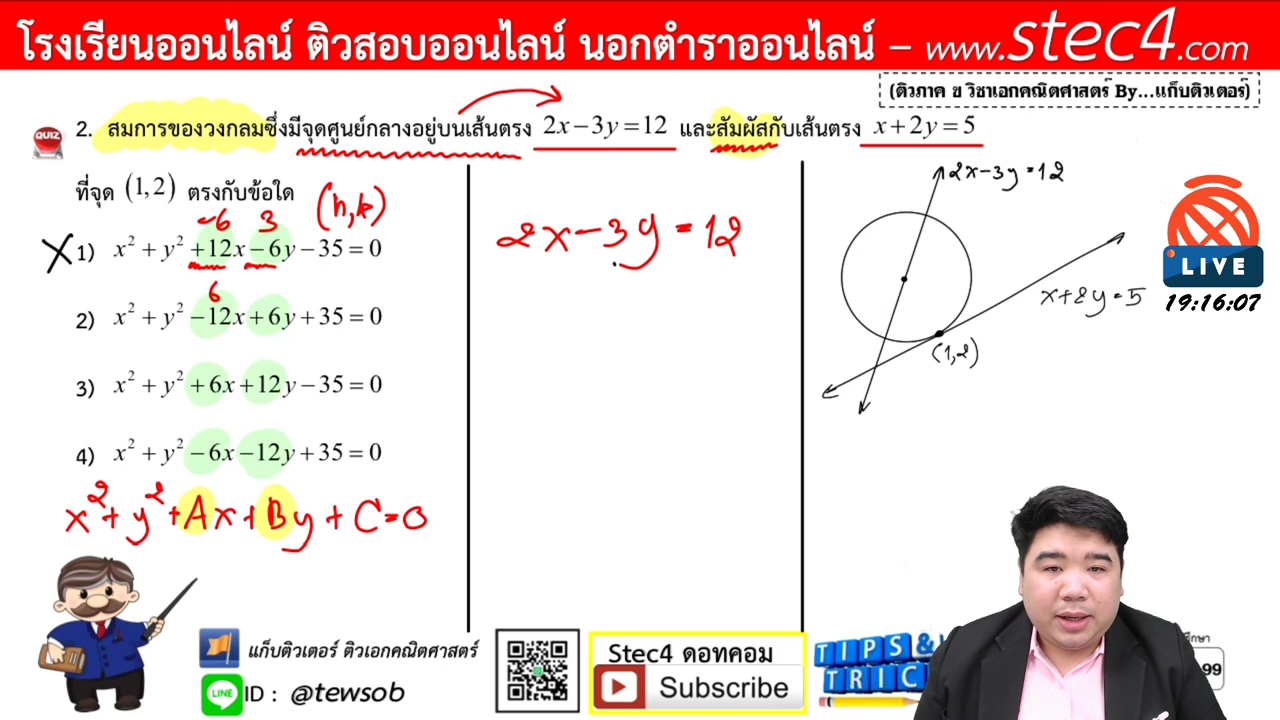 โรงเรียนออนไลน์ ติวสอบออนไลน์ นอกตำราออนไลน์ – www.stec4.com
(ติวภาค ข วิชาเอกคณิตศาสตร์ By...แก็บติวเตอร์)
QUIZ
2. สมการของวงกลมซึ่งมีจุดศูนย์กลางอยู่บนเส้นตรง 2x−3y=12 และสัมผัสกับเส้นตรง x+2y=5
ที่จุด (1,2) ตรงกับข้อใด
(h,k)
-6 3
X 1) x² + y² +12x −6y −35 = 0
6
2) x² + y² −12x +6y +35 = 0
3) x² + y² +6x +12y −35 = 0
4) x² + y² −6x −12y +35 = 0
x²+y²+Ax+By+C=0
2x−3y=12
2x-3y=12
x+2y=5
(1,2)
LIVE
19:16:07
แก็บติวเตอร์ ติวเอกคณิตศาสตร์
LINE ID : @tewsob
Stec4 ดอทคอม
Subscribe
TIPS &
TRIC
99